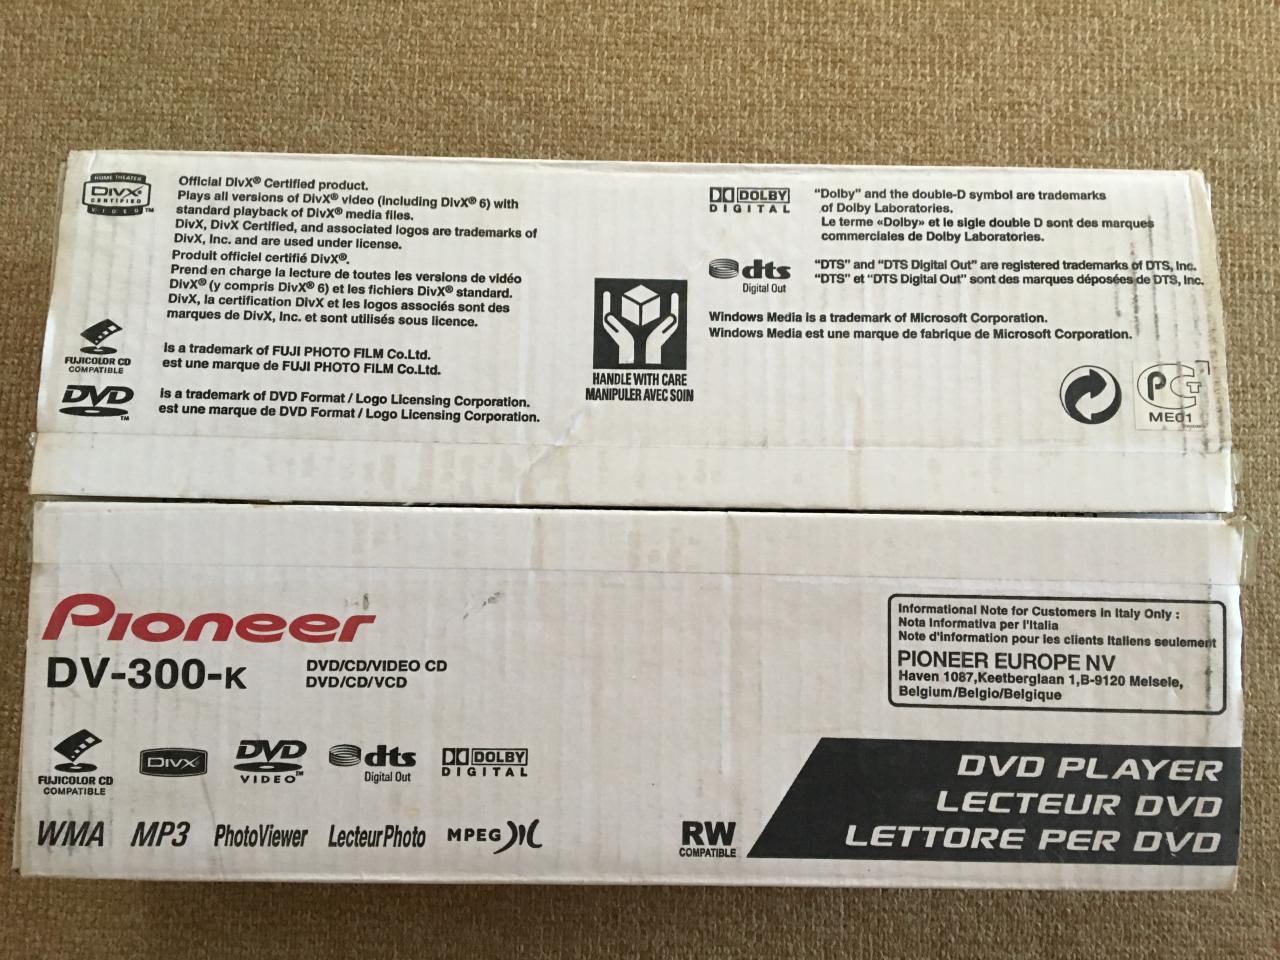 HOME THEATER
DIVX
CERTIFIED
VIDEO™
Official DivX® Certified product.
Plays all versions of DivX® video (including DivX® 6) with
standard playback of DivX® media files.
DivX, DivX Certified, and associated logos are trademarks of
DivX, Inc. and are used under license.
Produit officiel certifié DivX®.
Prend en charge la lecture de toutes les versions de vidéo
DivX® (y compris DivX® 6) et les fichiers DivX® standard.
DivX, la certification DivX et les logos associés sont des
marques de DivX, Inc. et sont utilisés sous licence.
FUJICOLOR CD
COMPATIBLE
is a trademark of FUJI PHOTO FILM Co.Ltd.
est une marque de FUJI PHOTO FILM Co.Ltd.
DVD™
is a trademark of DVD Format / Logo Licensing Corporation.
est une marque de DVD Format / Logo Licensing Corporation.
HANDLE WITH CARE
MANIPULER AVEC SOIN
DOLBY
DIGITAL
“Dolby” and the double-D symbol are trademarks
of Dolby Laboratories.
Le terme «Dolby» et le sigle double D sont des marques
commerciales de Dolby Laboratories.
dts
Digital Out
“DTS” and “DTS Digital Out” are registered trademarks of DTS, Inc.
“DTS” et “DTS Digital Out” sont des marques déposées de DTS, Inc.
Windows Media is a trademark of Microsoft Corporation.
Windows Media est une marque de fabrique de Microsoft Corporation.
PCT
ME01
Pioneer
DV-300-K
DVD/CD/VIDEO CD
DVD/CD/VCD
Informational Note for Customers in Italy Only :
Nota Informativa per l'Italia
Note d'information pour les clients Italiens seulement
PIONEER EUROPE NV
Haven 1087,Keetberglaan 1,B-9120 Melsele,
Belgium/Belgio/Belgique
FUJICOLOR CD
COMPATIBLE
DIVX
DVD
VIDEO™
dts
Digital Out
DOLBY
DIGITAL
WMA MP3 PhotoViewer LecteurPhoto MPEG
RW
COMPATIBLE
DVD PLAYER
LECTEUR DVD
LETTORE PER DVD